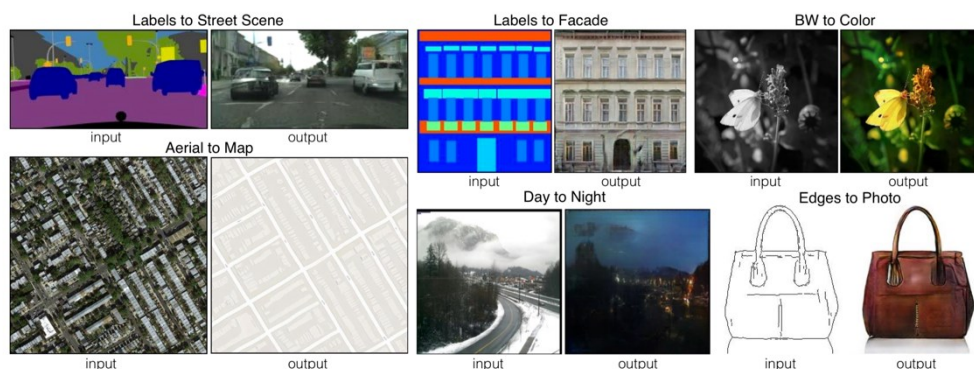 Labels to Street Scene
input
output
Aerial to Map
input
output
Labels to Facade
input
output
BW to Color
input
output
Day to Night
input
output
Edges to Photo
input
output